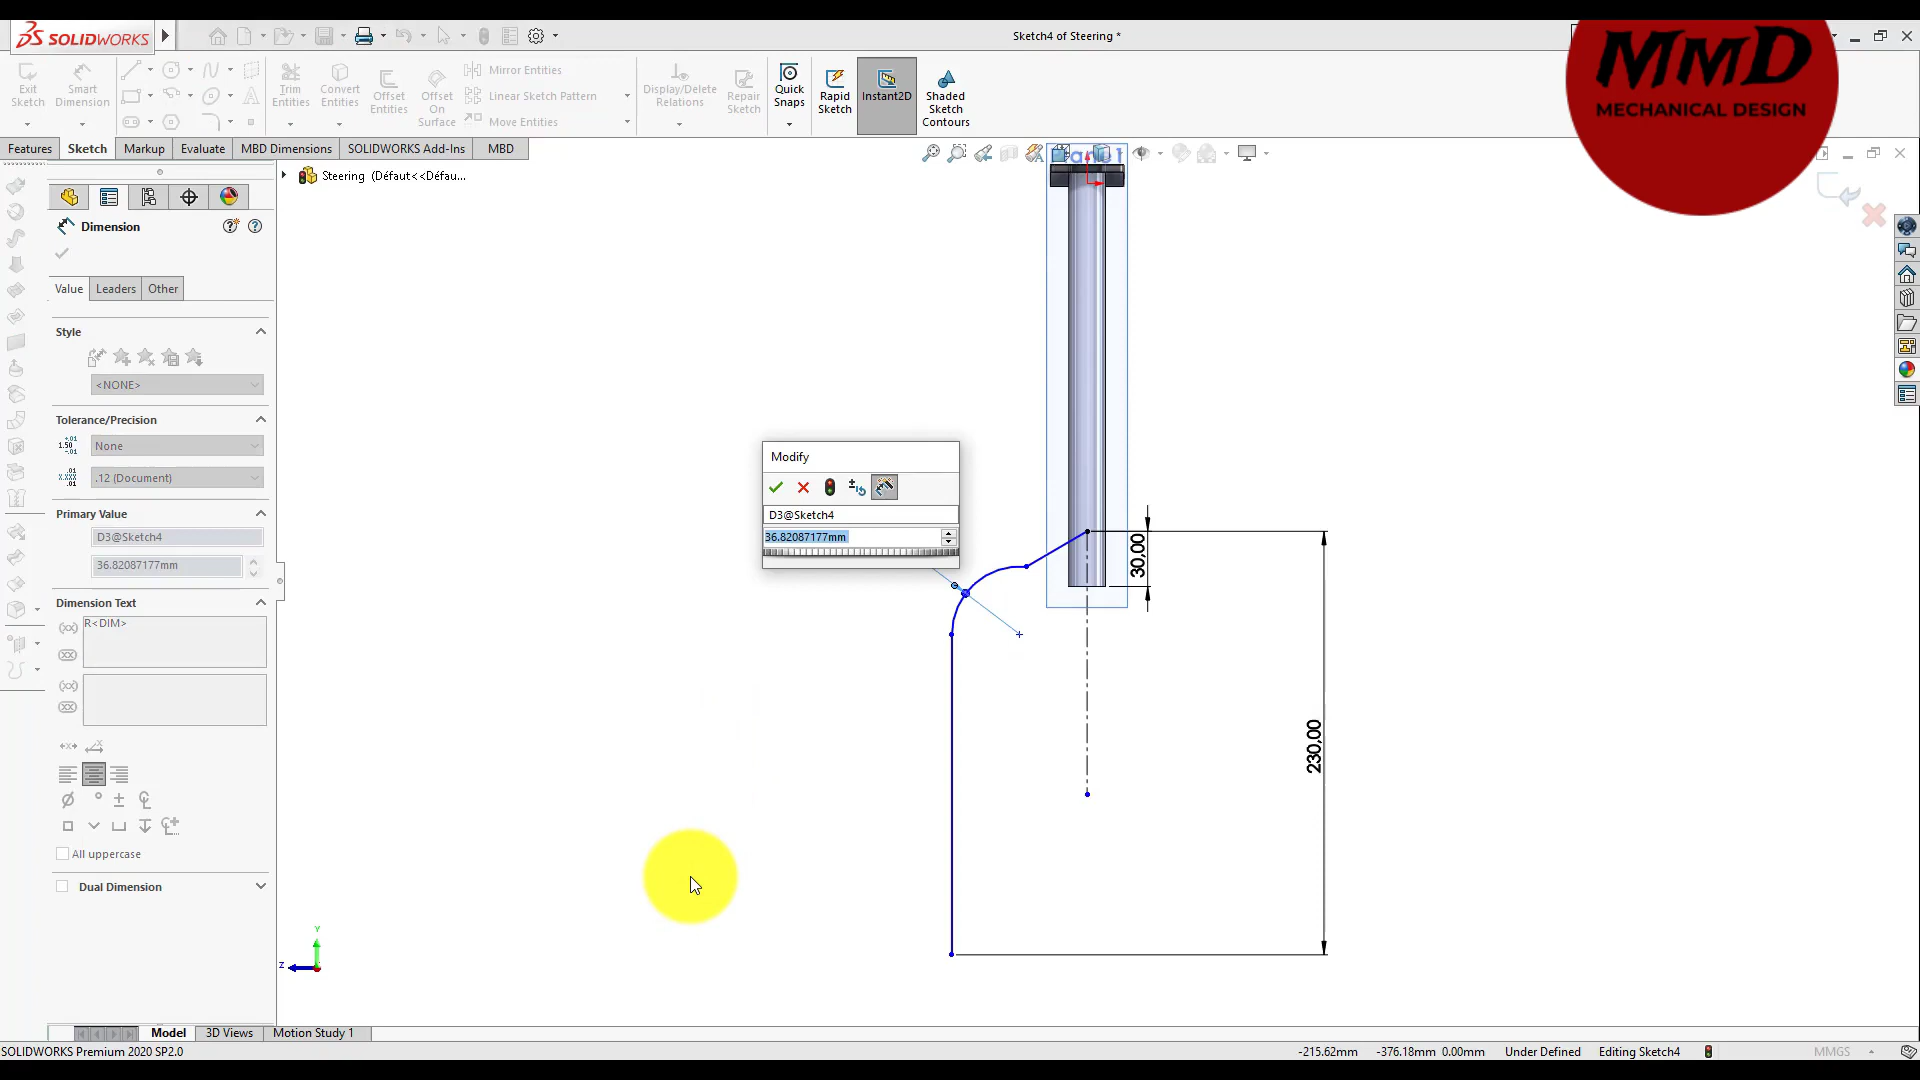 SOLIDWORKS
Sketch4 of Steering *
MMD
MECHANICAL DESIGN
Exit Sketch
Smart Dimension
Trim Entities
Convert Entities
Offset Entities
Offset On Surface
Mirror Entities
Linear Sketch Pattern
Move Entities
Display/Delete Relations
Repair Sketch
Quick Snaps
Rapid Sketch
Instant2D
Shaded Sketch Contours
Features
Sketch
Markup
Evaluate
MBD Dimensions
SOLIDWORKS Add-Ins
MBD
Steering (Défaut<<Défau...
Dimension
Value
Leaders
Other
Style
<NONE>
Tolerance/Precision
None
.12 (Document)
Primary Value
D3@Sketch4
36.82087177mm
Dimension Text
R<DIM>
All uppercase
Dual Dimension
Modify
D3@Sketch4
36.82087177mm
30,00
230,00
Y
Z
Model
3D Views
Motion Study 1
SOLIDWORKS Premium 2020 SP2.0
-215.62mm
-376.18mm
0.00mm
Under Defined
Editing Sketch4
MMGS